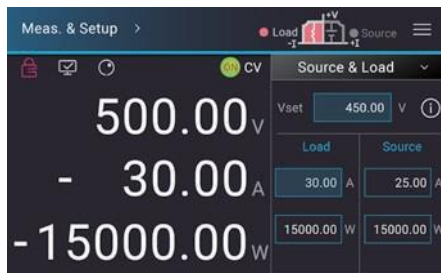 Meas. & Setup >
+V
Load
Source
-I
+I
ON CV
Source & Load
500.00 V
Vset 450.00 V
Load Source
- 30.00 A
30.00 A 25.00 A
-15000.00 W
15000.00 W 15000.00 W